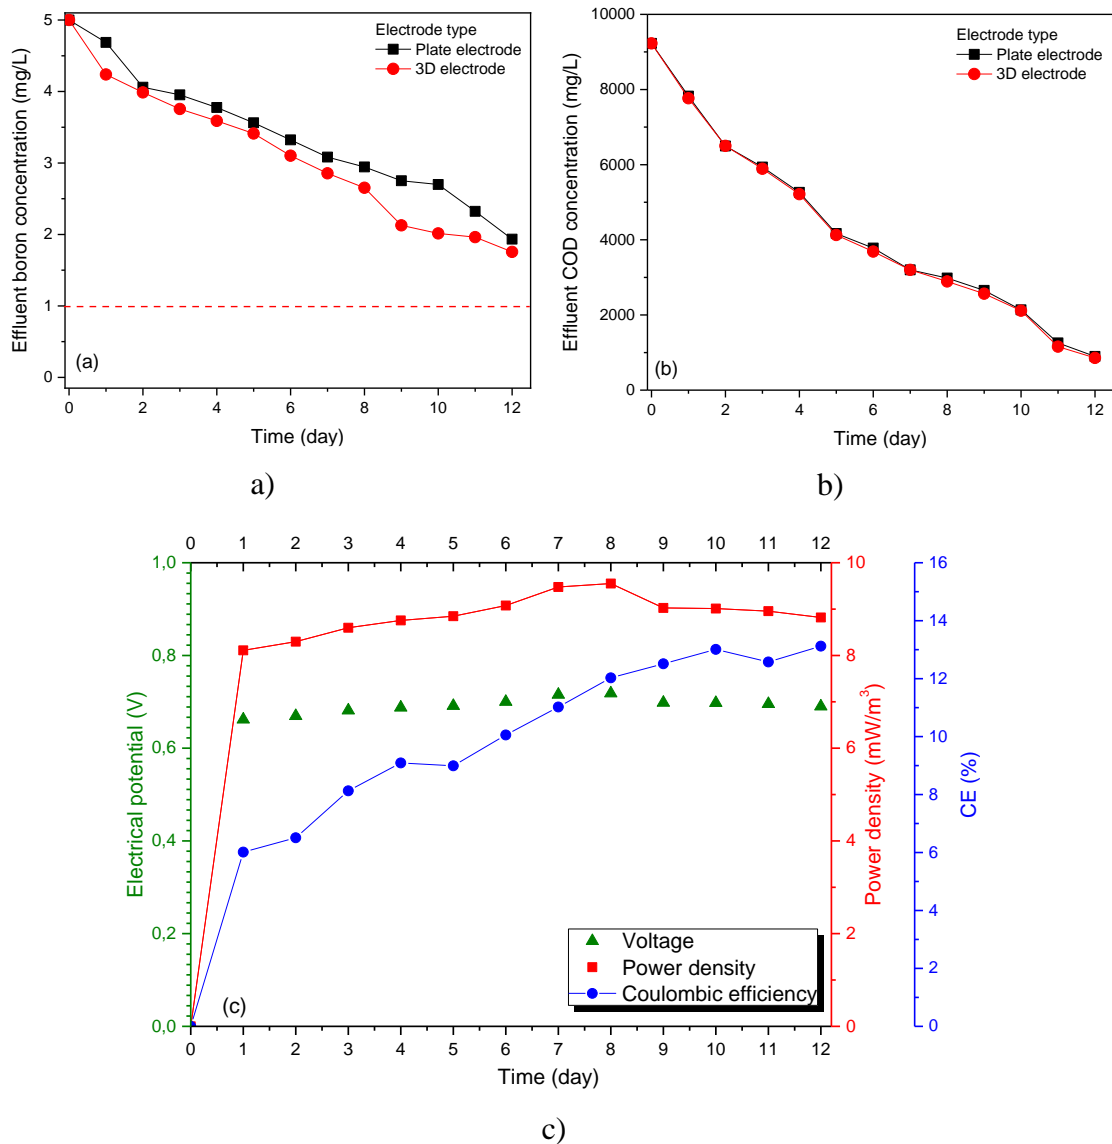 Effluent boron concentration (mg/L)
5
4
3
2
1
0
Electrode type
Plate electrode
3D electrode
(a)
0 2 4 6 8 10 12
Time (day)
a)
Effluent COD concentration (mg/L)
10000
8000
6000
4000
2000
0
Electrode type
Plate electrode
3D electrode
(b)
0 2 4 6 8 10 12
Time (day)
b)
0 1 2 3 4 5 6 7 8 9 10 11 12
Electrical potential (V)
1,0
0,8
0,6
0,4
0,2
0,0
Power density (mW/m³)
10
8
6
4
2
0
CE (%)
16
14
12
10
8
6
4
2
0
Voltage
Power density
Coulombic efficiency
(c)
0 1 2 3 4 5 6 7 8 9 10 11 12
Time (day)
c)